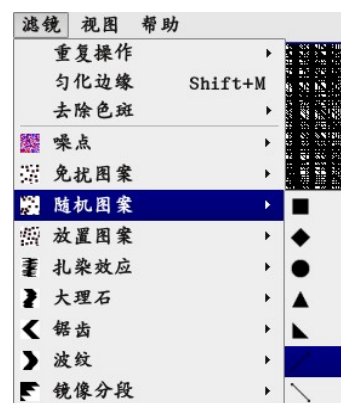 滤镜 视图 帮助
重复操作
匀化边缘 Shift+M
去除色斑
噪点
免扰图案
随机图案
放置图案
扎染效应
大理石
锯齿
波纹
镜像分段